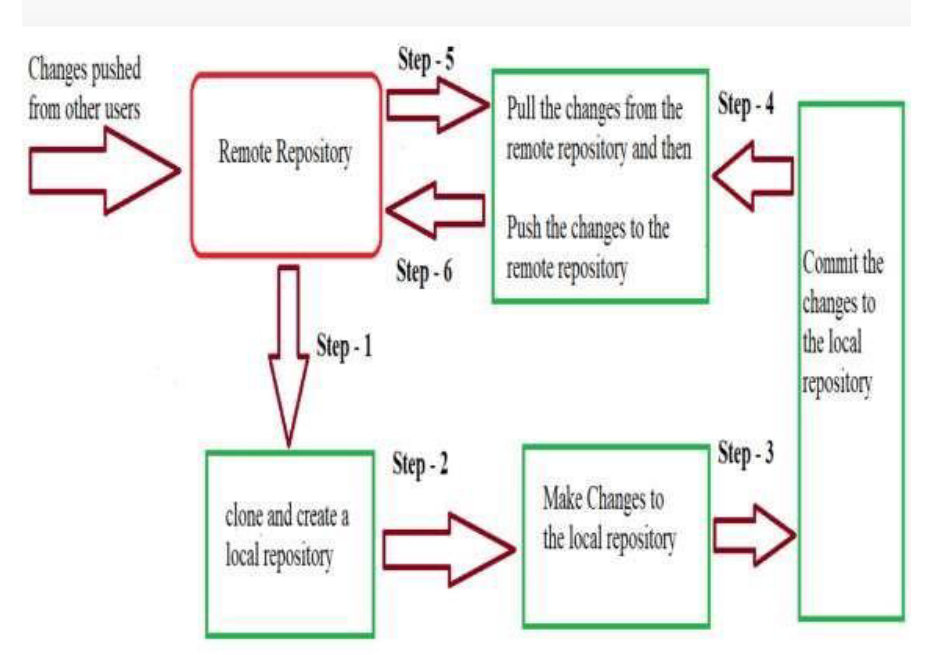 Changes pushed
from other users
Remote Repository
Step - 5
Pull the changes from the
remote repository and then
Push the changes to the
remote repository
Step - 4
Step - 6
Commit the
changes to
the local
repository
Step - 1
clone and create a
local repository
Step - 2
Make Changes to
the local repository
Step - 3